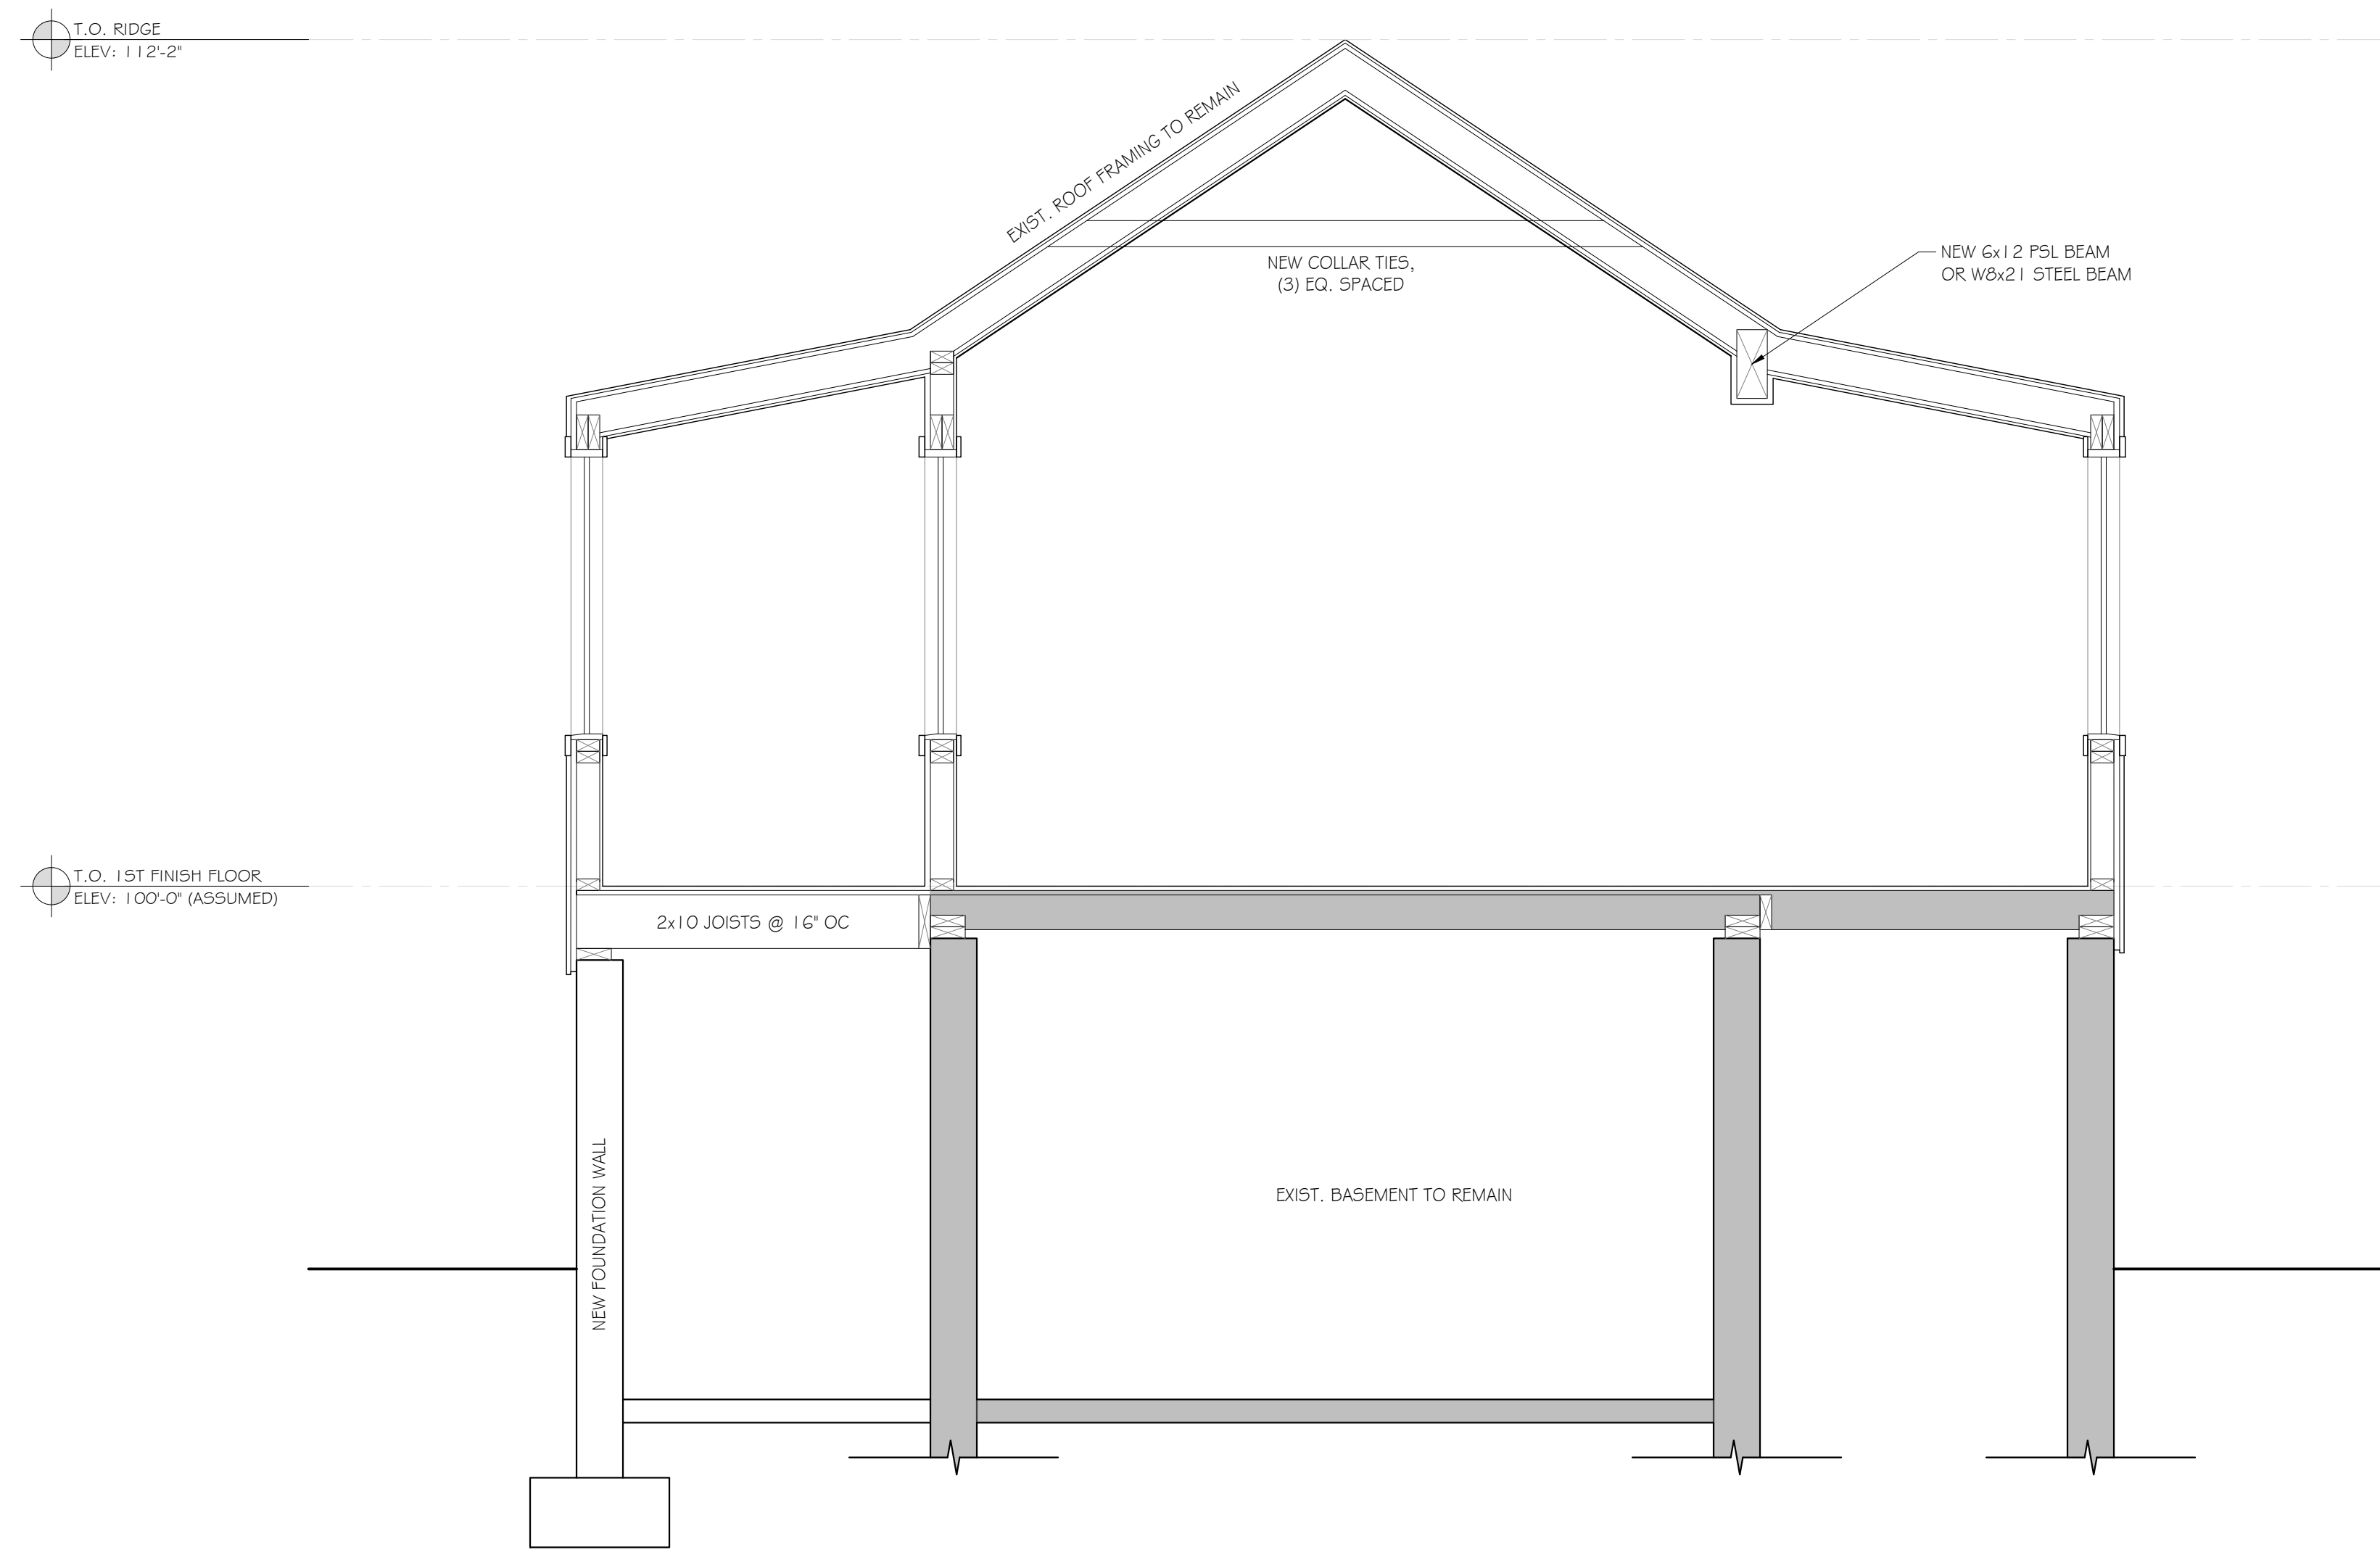 T.O. RIDGE
ELEV: 112'-2"
EXIST. ROOF FRAMING TO REMAIN
NEW COLLAR TIES,
(3) EQ. SPACED
NEW 6x12 PSL BEAM
OR W8x21 STEEL BEAM
T.O. 1ST FINISH FLOOR
ELEV: 100'-0" (ASSUMED)
2x10 JOISTS @ 16" OC
NEW FOUNDATION WALL
EXIST. BASEMENT TO REMAIN